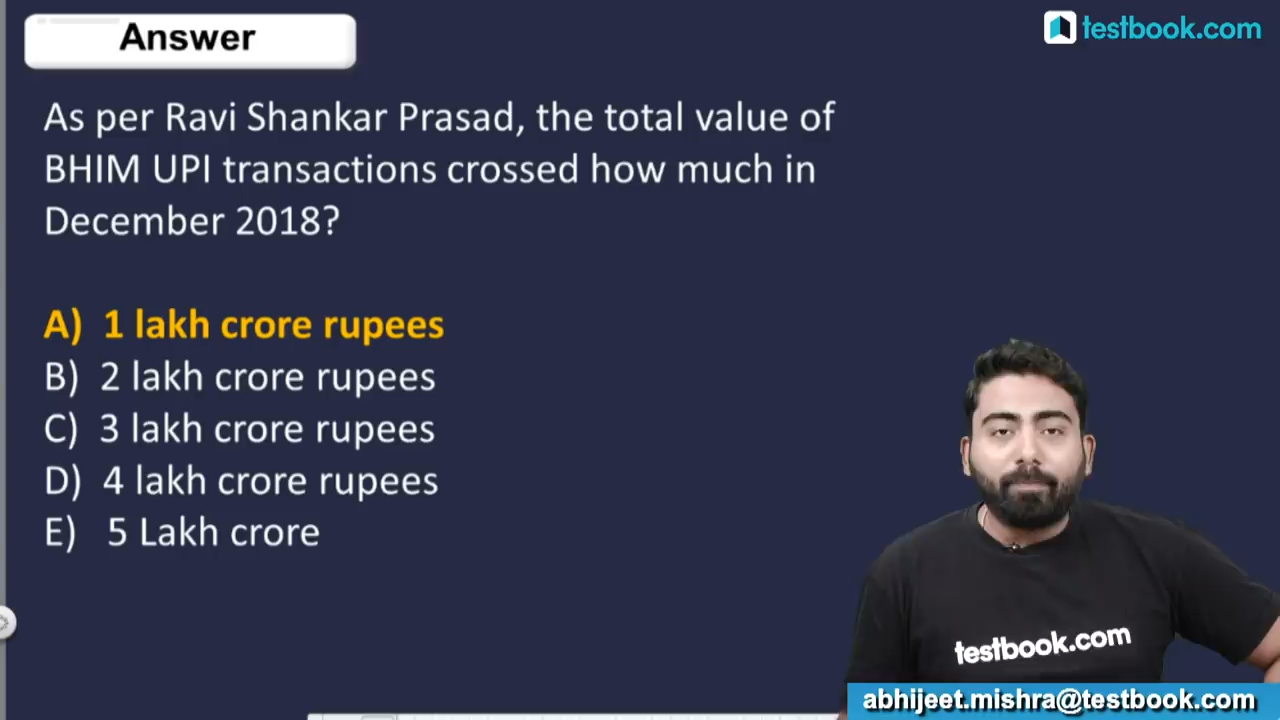 Answer
testbook.com
As per Ravi Shankar Prasad, the total value of
BHIM UPI transactions crossed how much in
December 2018?
A) 1 lakh crore rupees
B) 2 lakh crore rupees
C) 3 lakh crore rupees
D) 4 lakh crore rupees
E) 5 Lakh crore
testbook.com
abhijeet.mishra@testbook.com